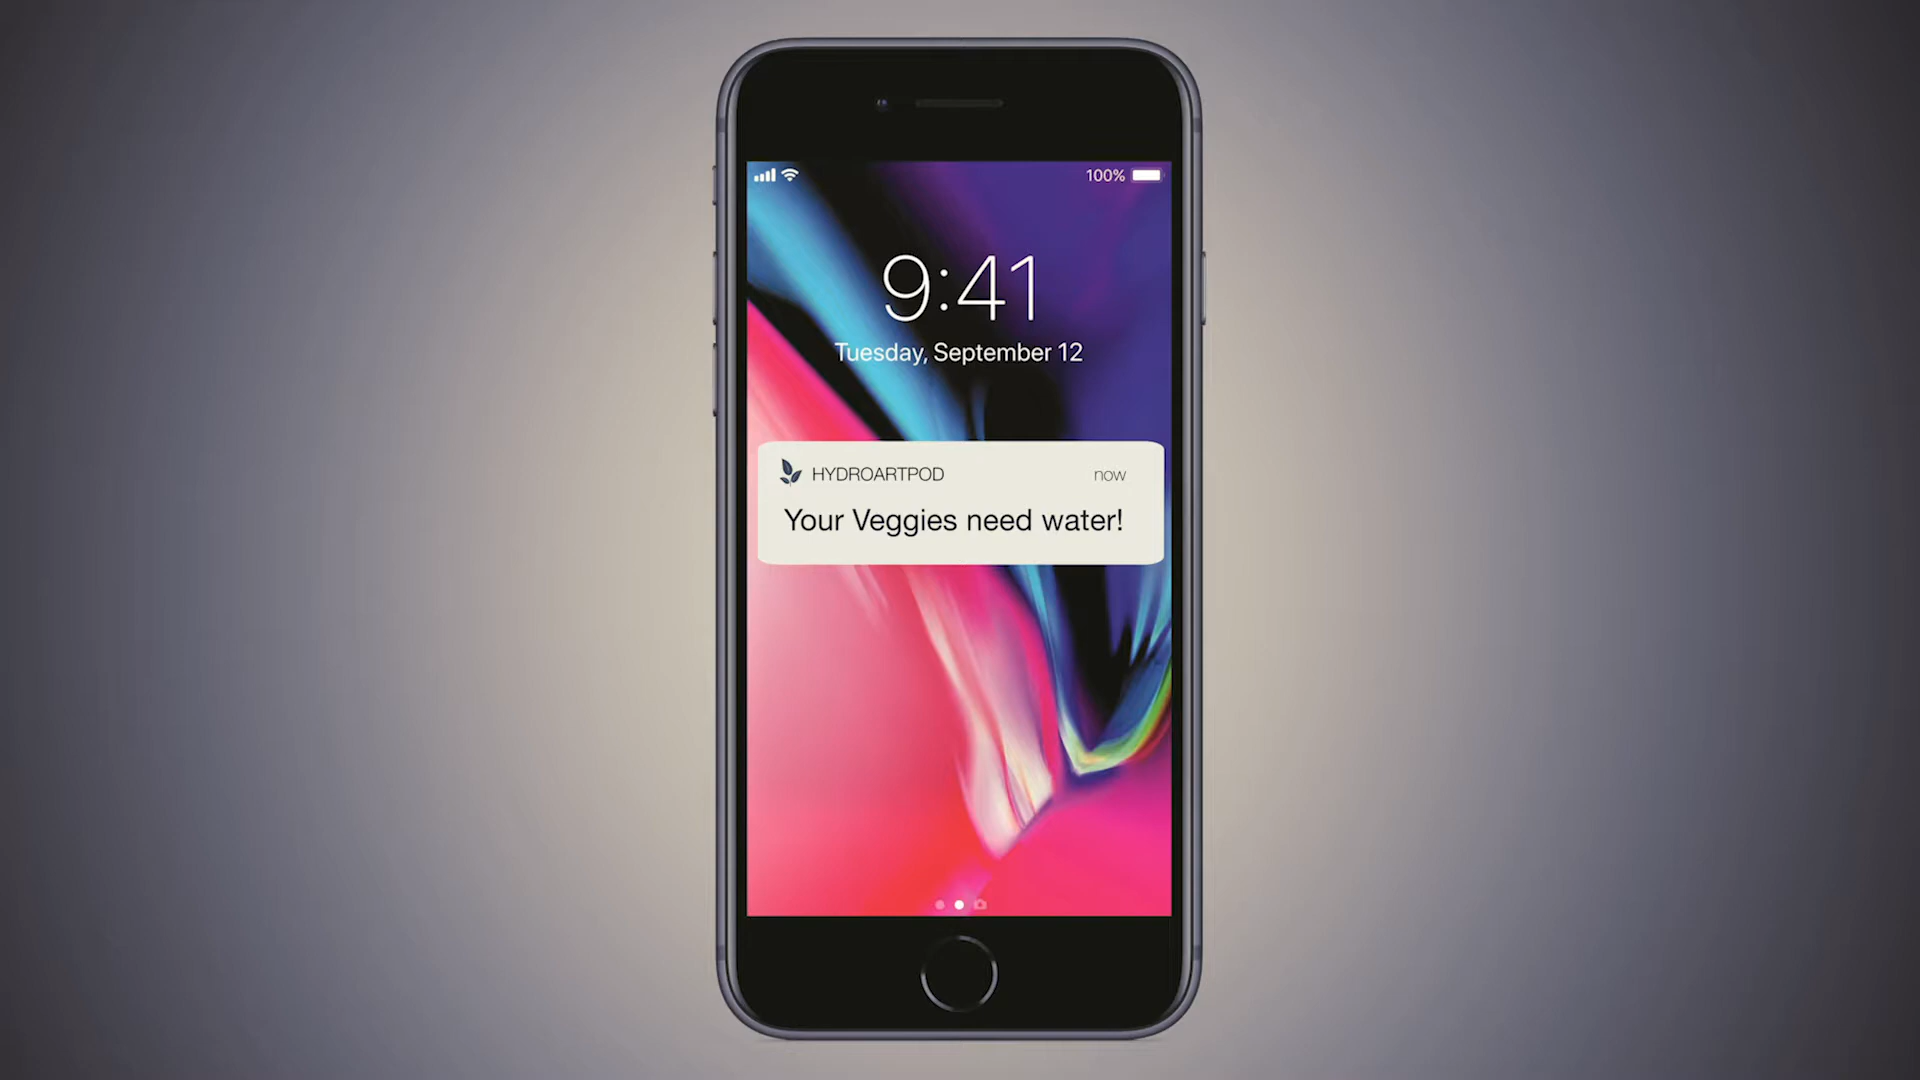 100%
9:41
Tuesday, September 12
HYDROARTPOD now
Your Veggies need water!